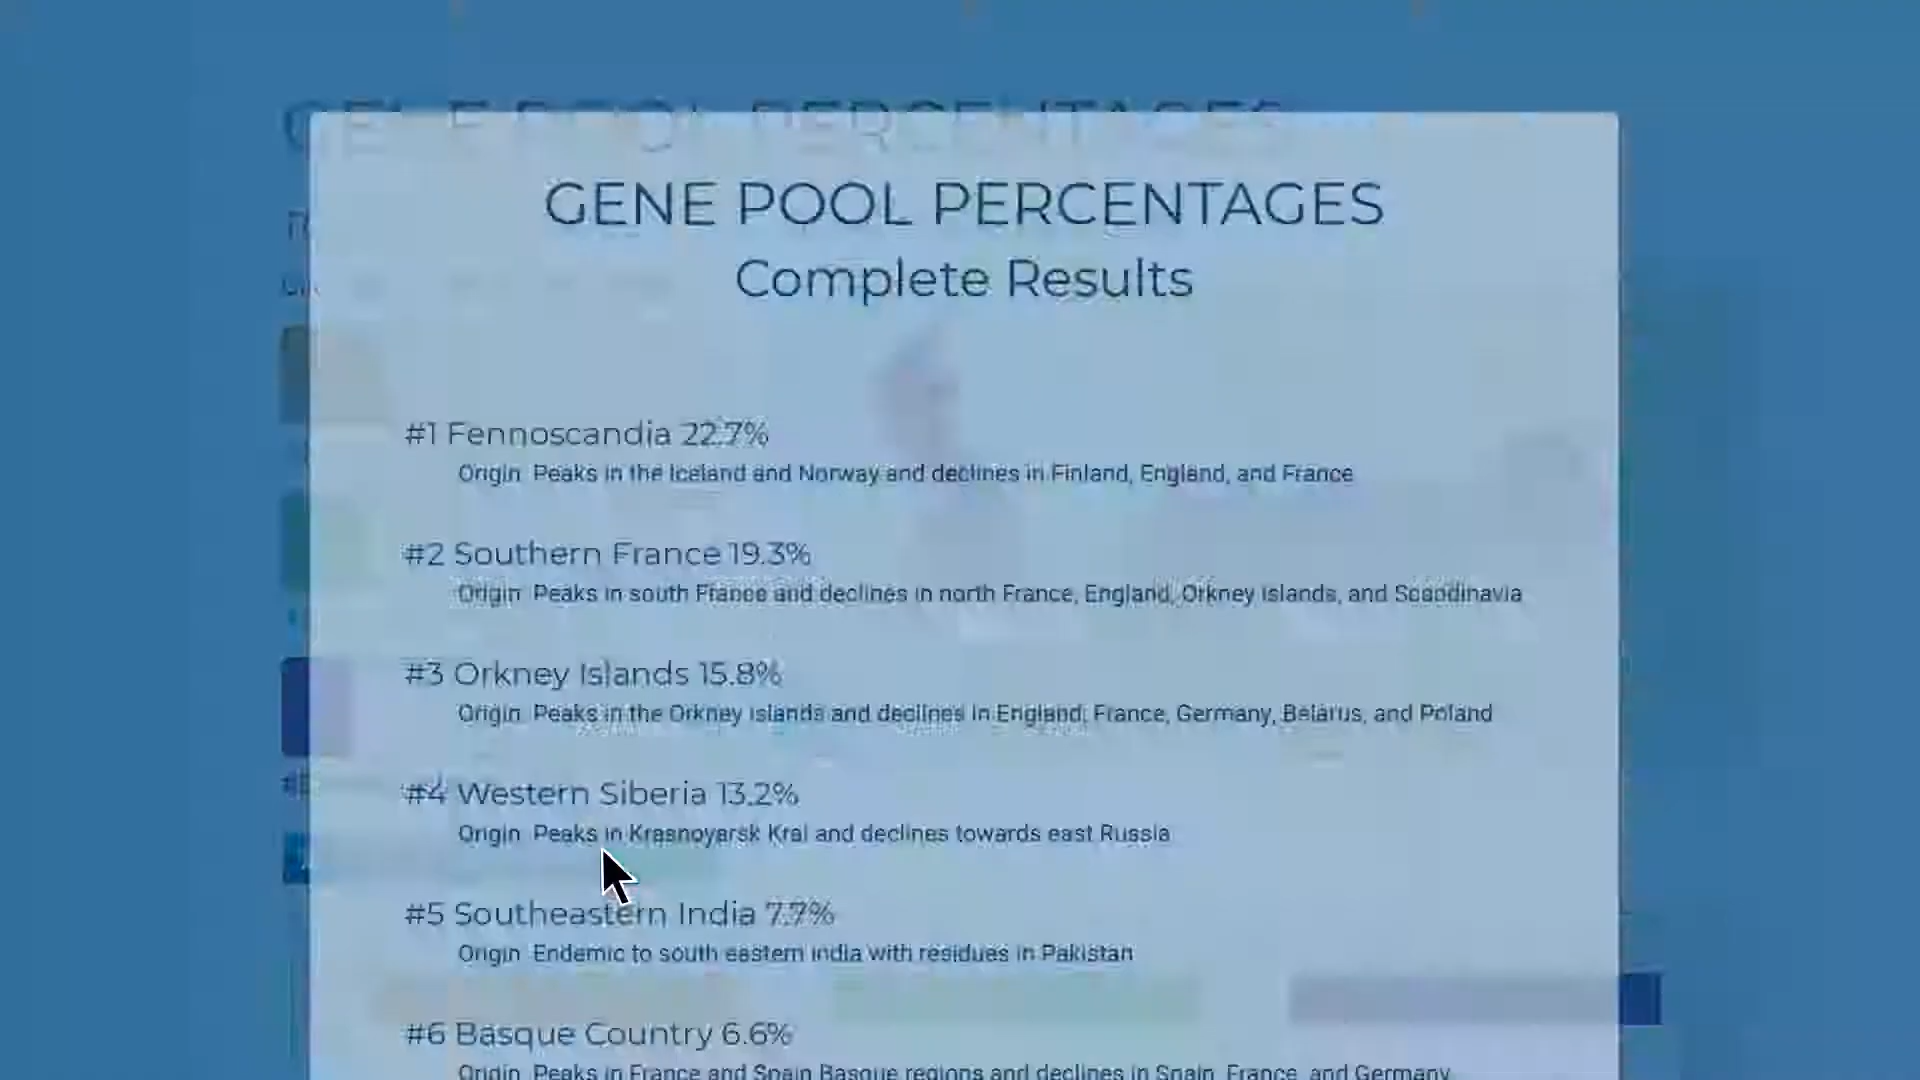 GENE POOL PERCENTAGES
GENE POOL PERCENTAGES
Complete Results
#1 Fennoscandia 22.7%
Origin: Peaks in the Iceland and Norway and declines in Finland, England, and France
#2 Southern France 19.3%
Origin: Peaks in south France and declines in north France, England, Orkney Islands, and Scandinavia
#3 Orkney Islands 15.8%
Origin: Peaks in the Orkney islands and declines in England, France, Germany, Belarus, and Poland
#4 Western Siberia 13.2%
Origin: Peaks in Krasnoyarsk Krai and declines towards east Russia
#5 Southeastern India 7.7%
Origin: Endemic to south eastern india with residues in Pakistan
#6 Basque Country 6.6%
Origin: Peaks in France and Spain Basque regions and declines in Spain, France, and Germany